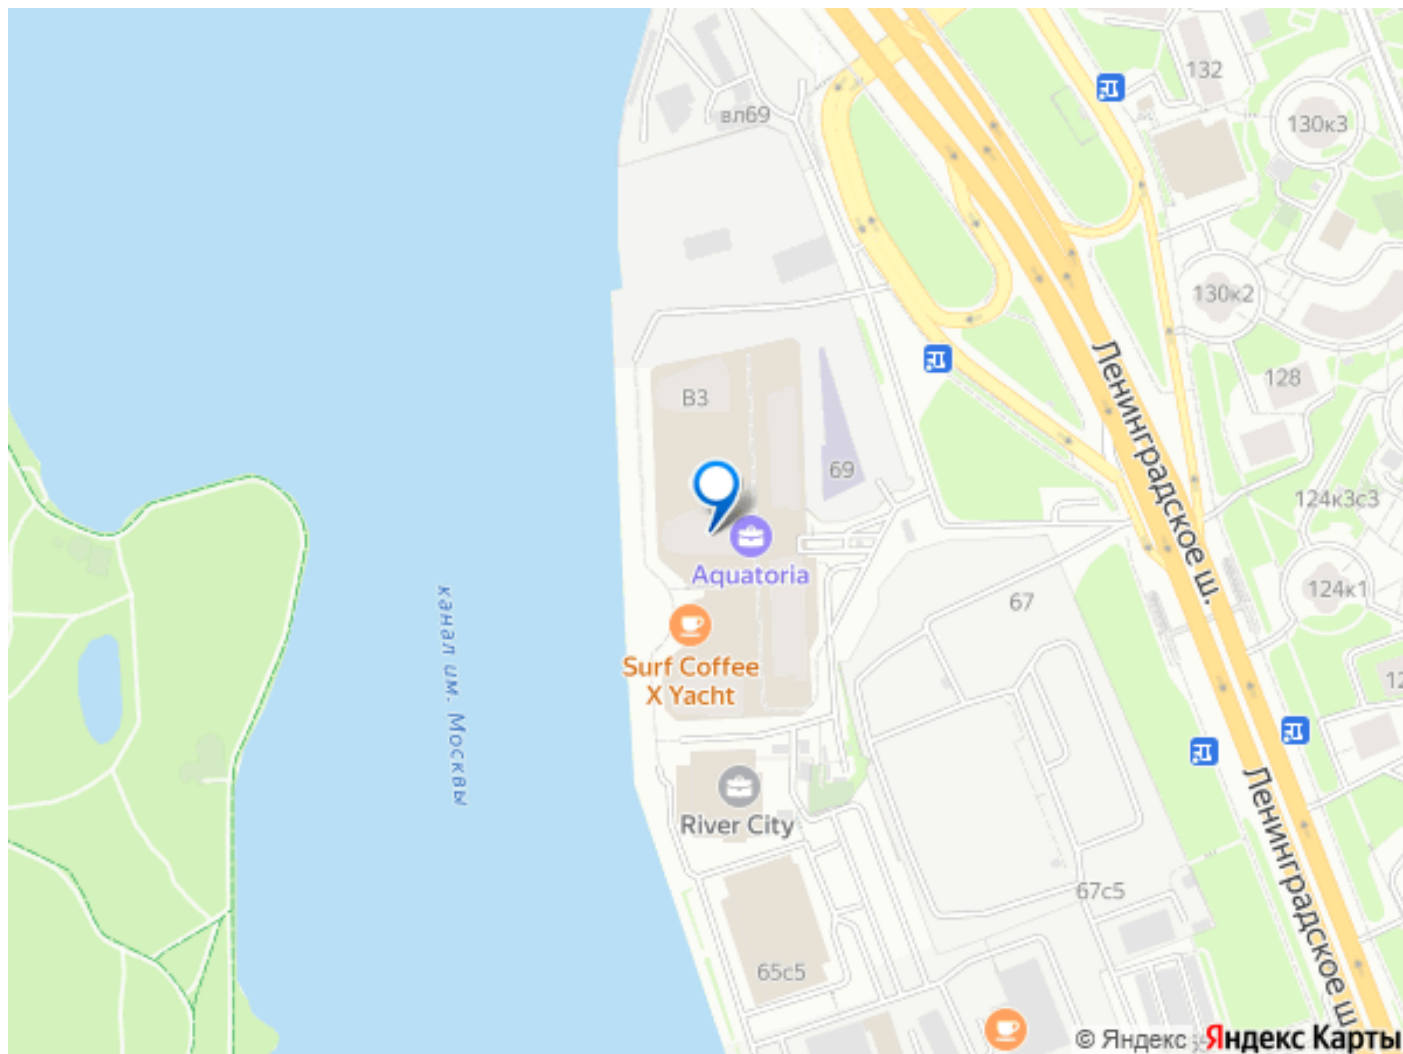 132
вл69
130к3
130к2
Ленинградское ш.
128
В3
69
124к3с3
Aquatoria
124к1
67
канал им. Москвы
Surf Coffee
X Yacht
12
River City
Ленинградское ш
67с5
65с5
© Яндекс
Яндекс Карты